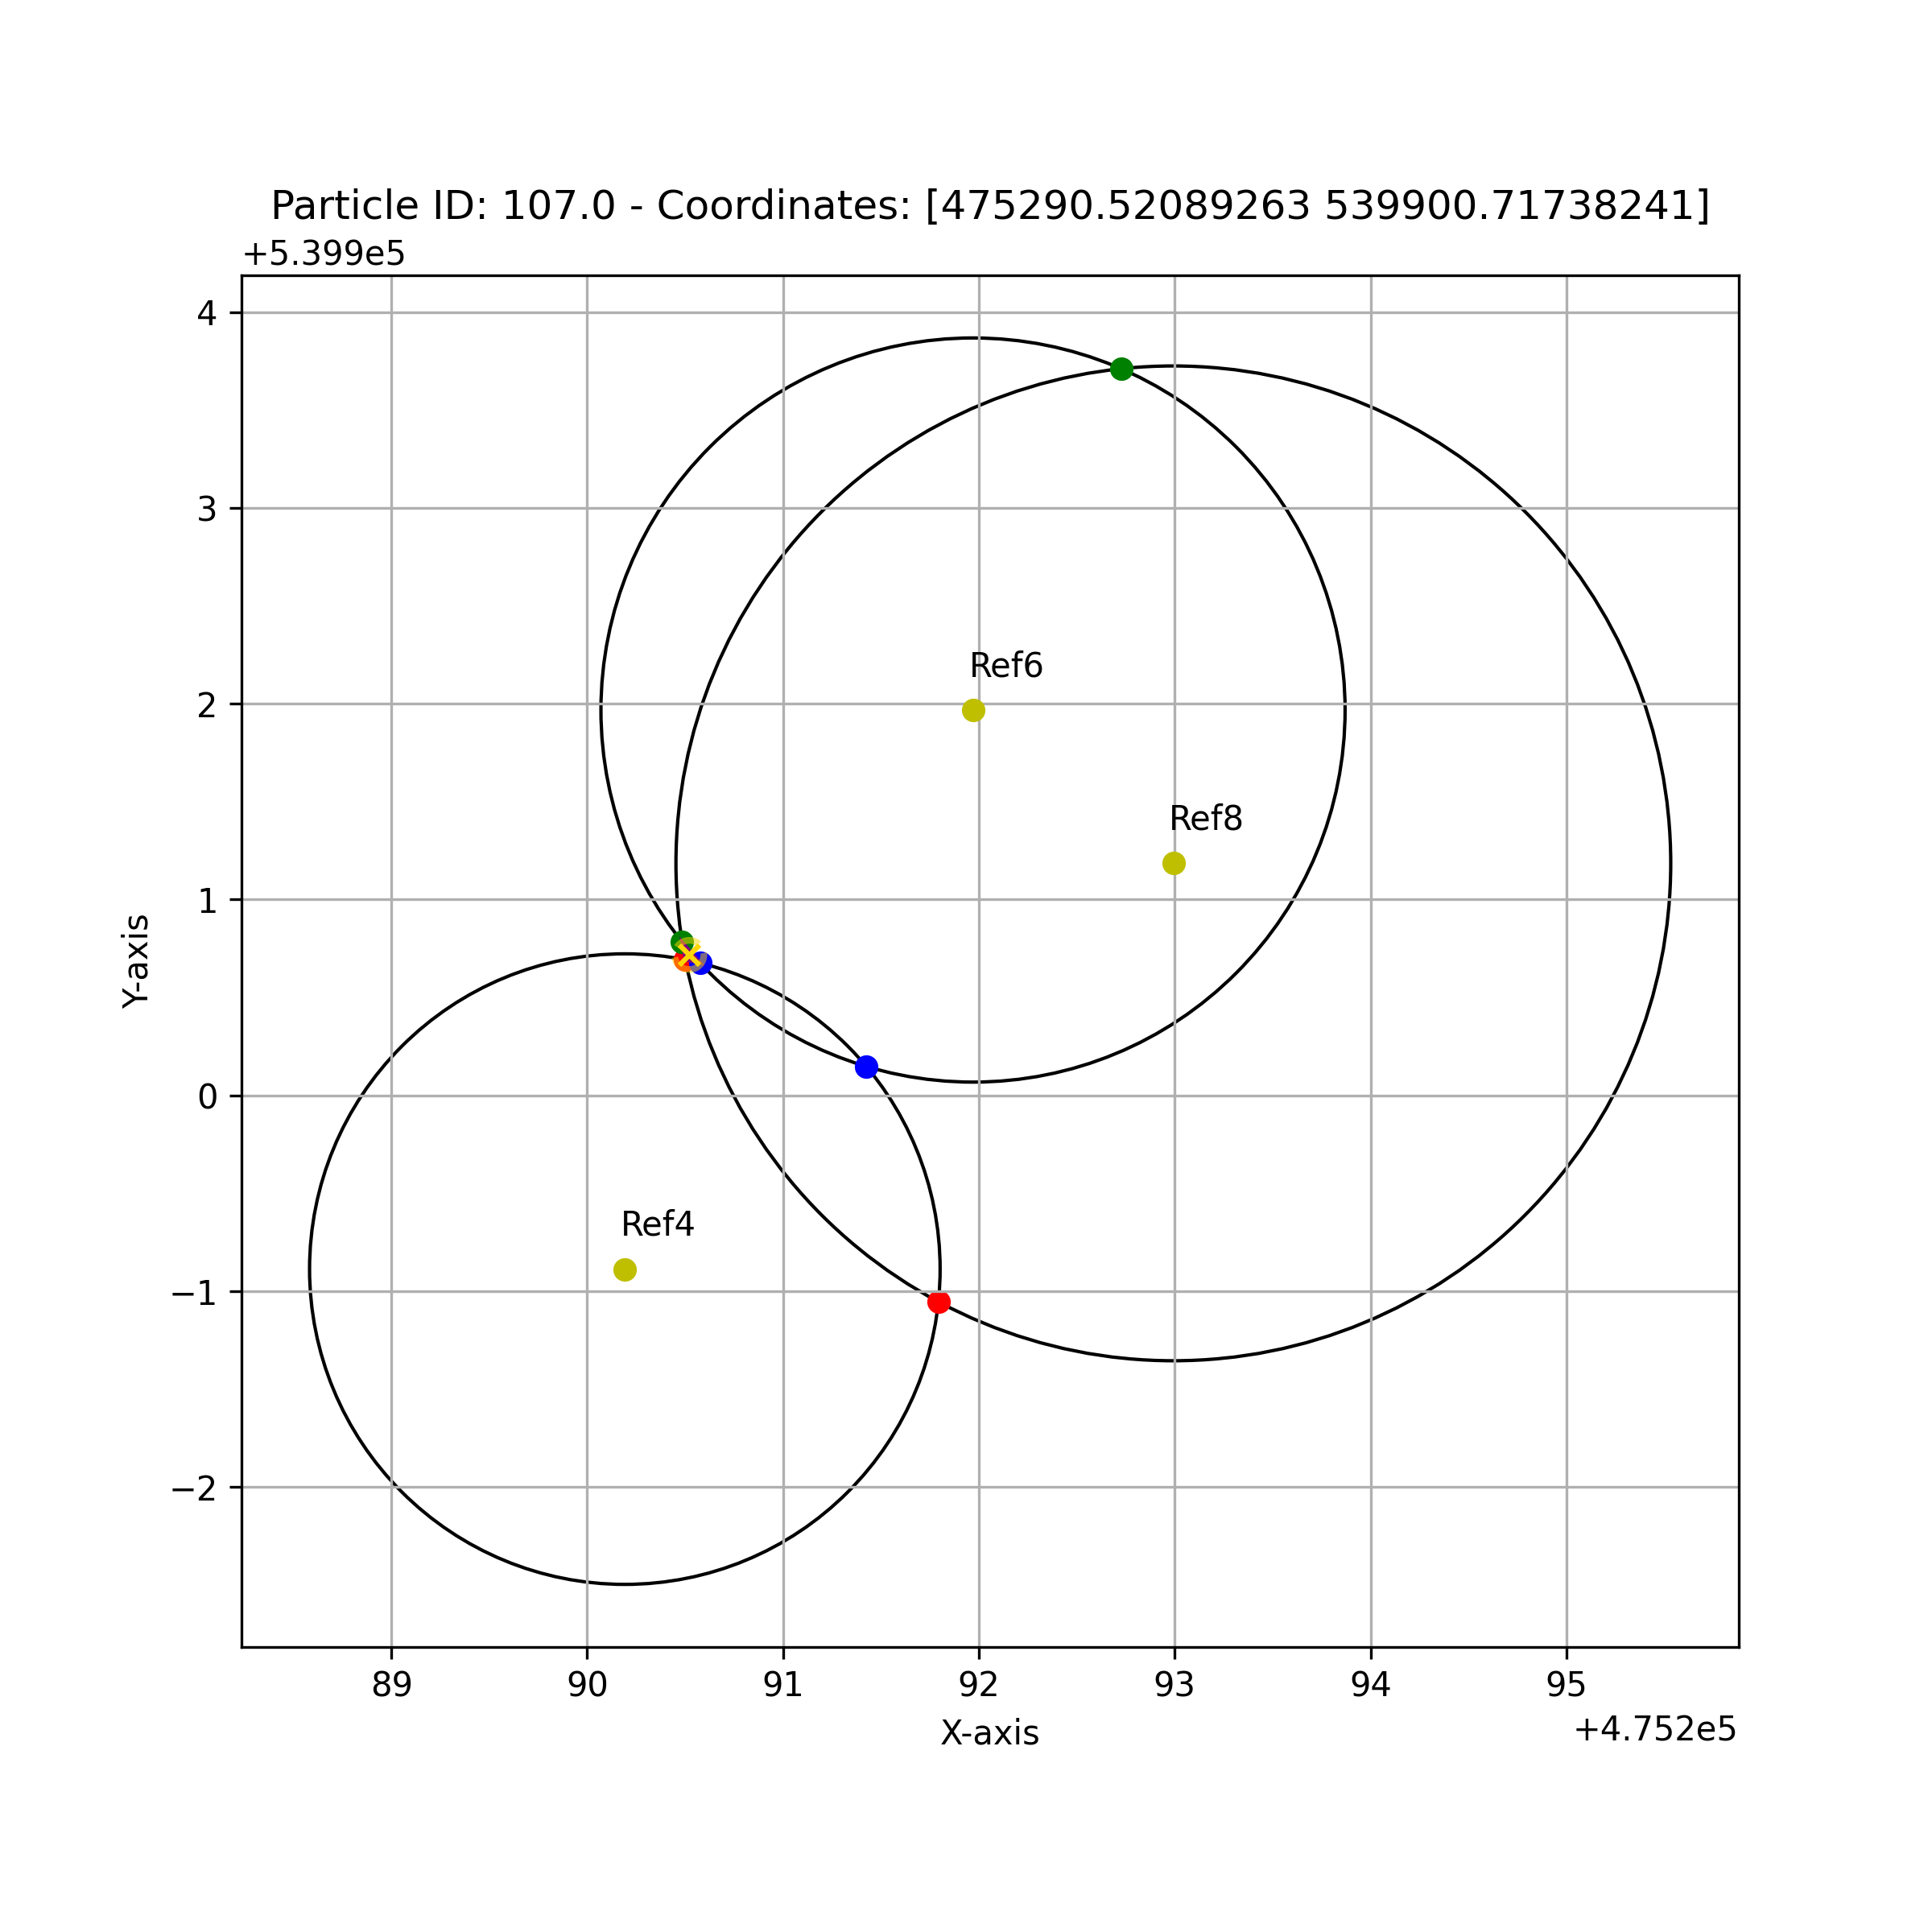 Particle ID: 107.0 - Coordinates: [475290.52089263 539900.71738241]
+5.399e5
4
3
2
1
0
−1
−2
Y-axis
Ref6
Ref8
Ref4
89 90 91 92 93 94 95
X-axis
+4.752e5